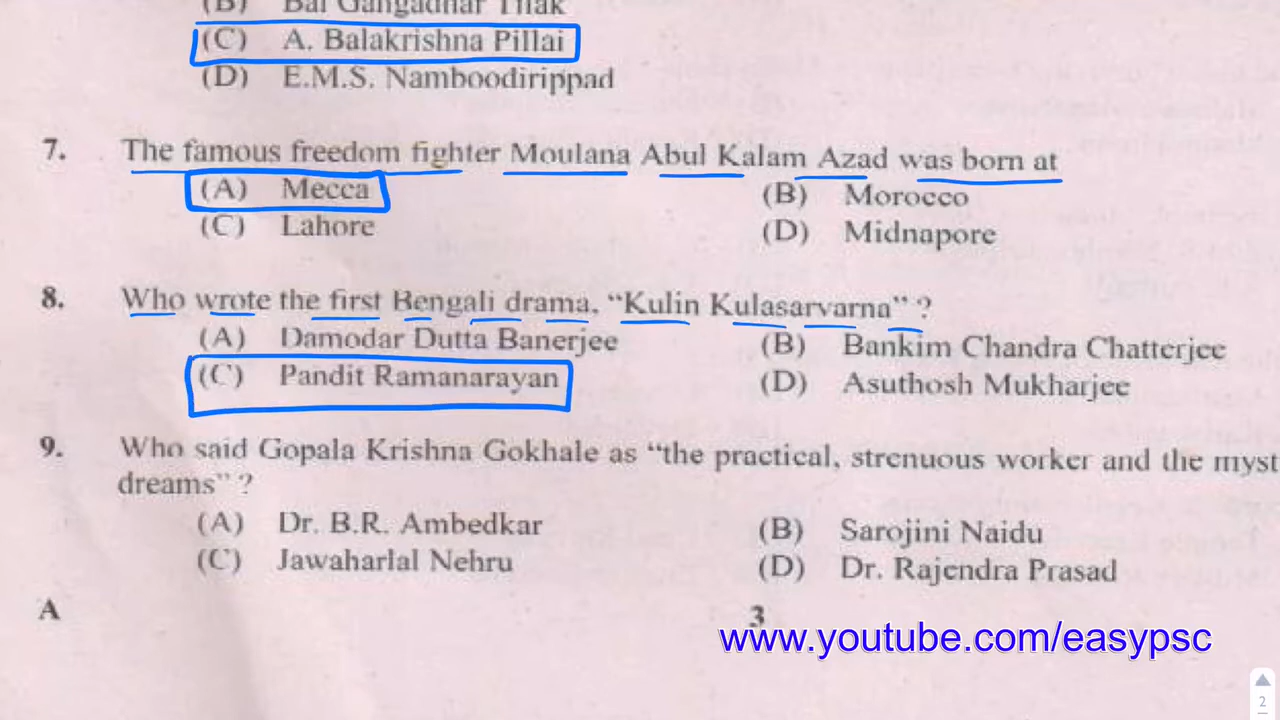 (B) Bal Gangadhar Tilak
(C) A. Balakrishna Pillai
(D) E.M.S. Namboodirippad
7. The famous freedom fighter Moulana Abul Kalam Azad was born at
(A) Mecca (B) Morocco
(C) Lahore (D) Midnapore
8. Who wrote the first Bengali drama, “Kulin Kulasarvarna” ?
(A) Damodar Dutta Banerjee (B) Bankim Chandra Chatterjee
(C) Pandit Ramanarayan (D) Asuthosh Mukharjee
9. Who said Gopala Krishna Gokhale as “the practical, strenuous worker and the myst
dreams” ?
(A) Dr. B.R. Ambedkar (B) Sarojini Naidu
(C) Jawaharlal Nehru (D) Dr. Rajendra Prasad
A 3
www.youtube.com/easypsc
2